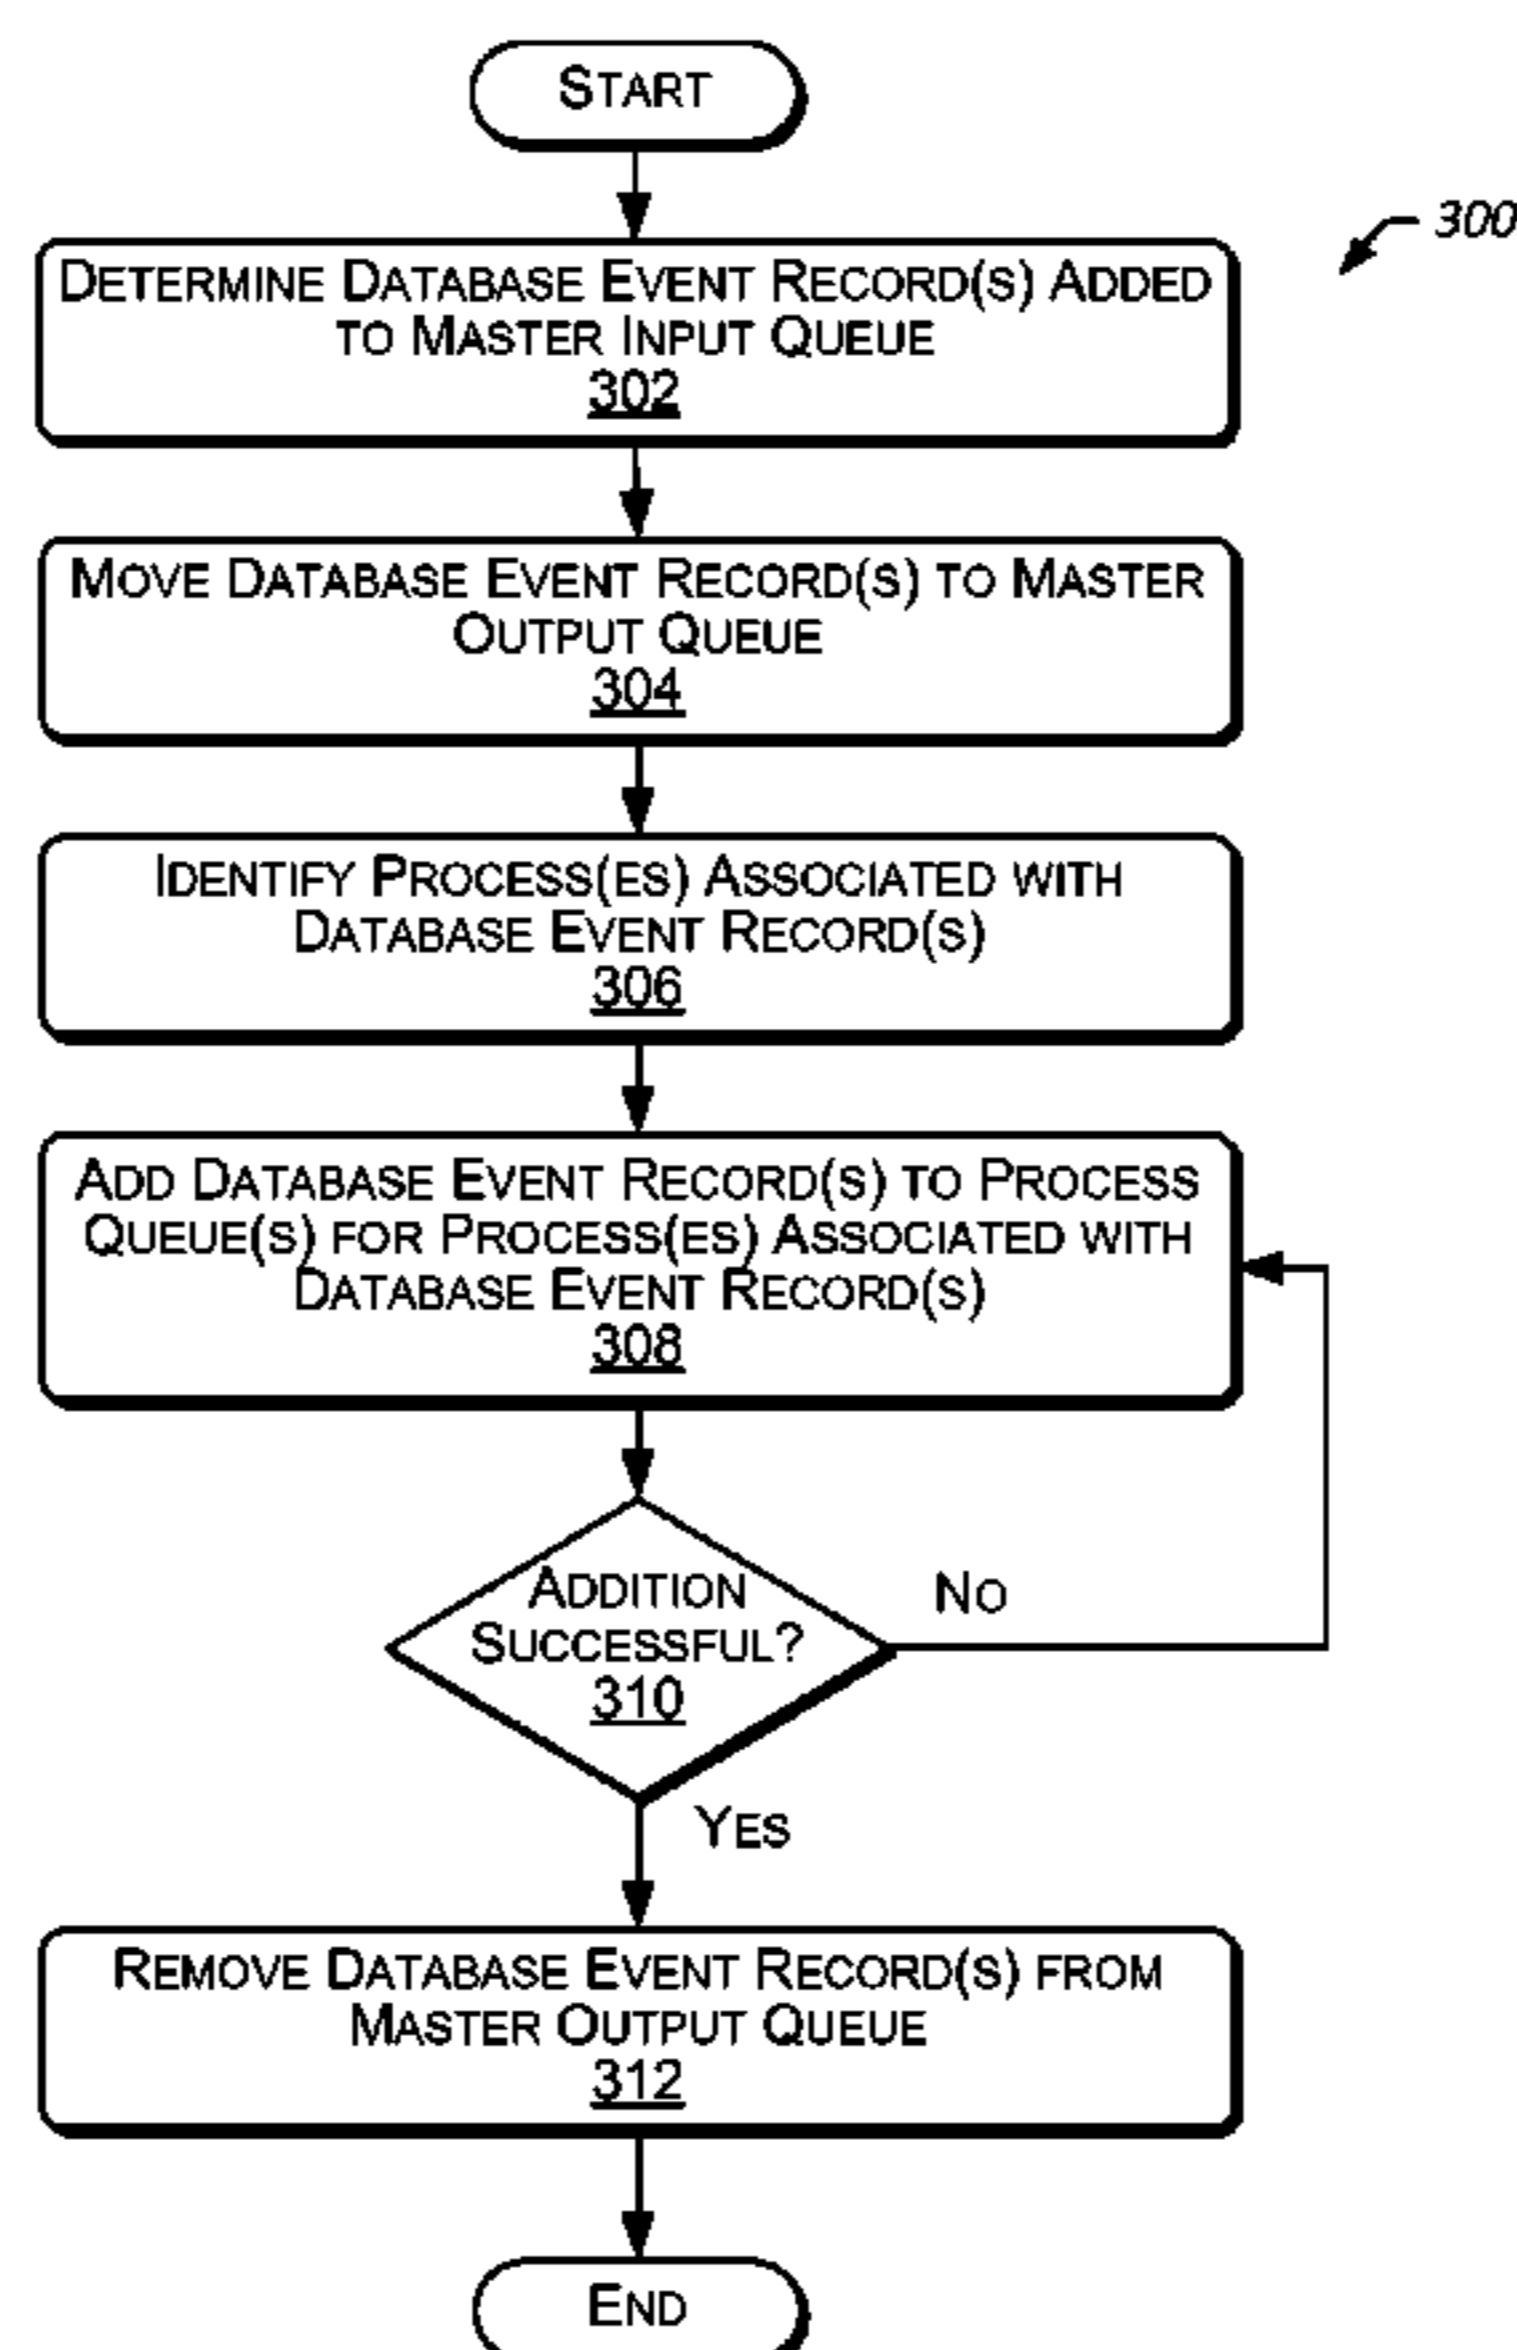 START
300
DETERMINE DATABASE EVENT RECORD(S) ADDED
TO MASTER INPUT QUEUE
302
MOVE DATABASE EVENT RECORD(S) TO MASTER
OUTPUT QUEUE
304
IDENTIFY PROCESS(ES) ASSOCIATED WITH
DATABASE EVENT RECORD(S)
306
ADD DATABASE EVENT RECORD(S) TO PROCESS
QUEUE(S) FOR PROCESS(ES) ASSOCIATED WITH
DATABASE EVENT RECORD(S)
308
ADDITION
SUCCESSFUL?
310
NO
YES
REMOVE DATABASE EVENT RECORD(S) FROM
MASTER OUTPUT QUEUE
312
END